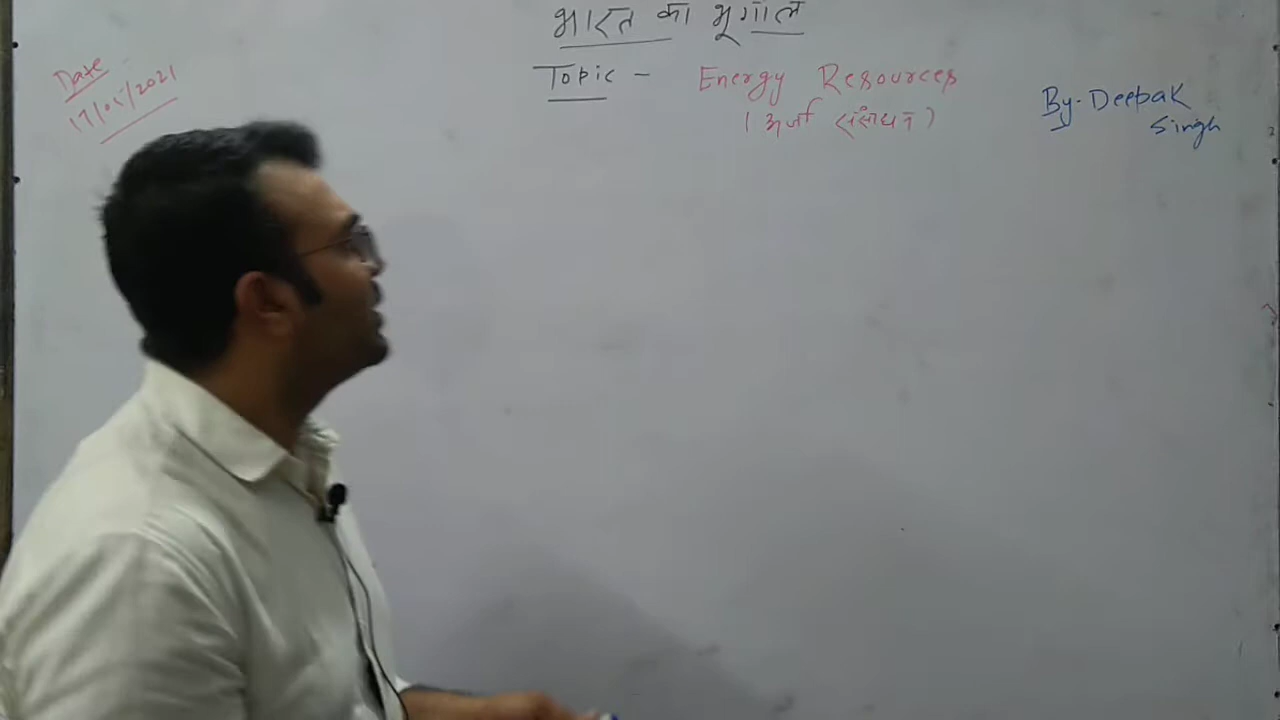 भारत का भूगोल
Date
17/05/2021
Topic - Energy Resources
(ऊर्जा संसाधन)
By- Deepak
Singh